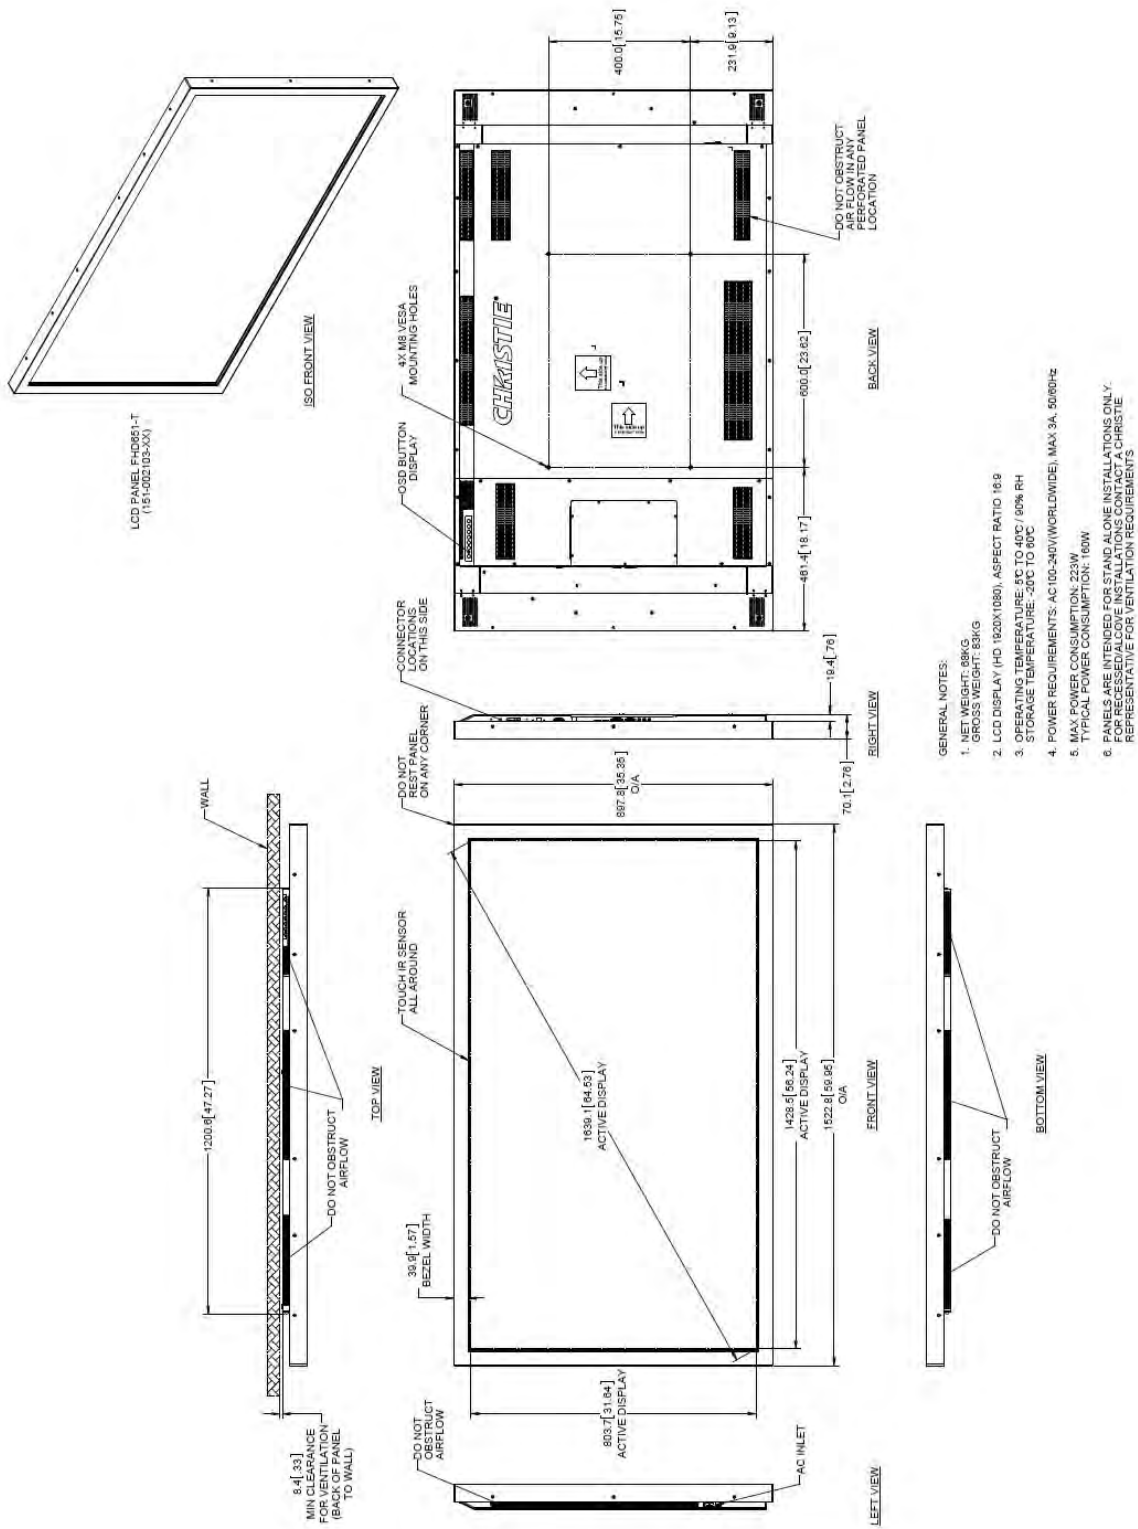 LCD PANEL FHD651-T
(151-002103-XX)
ISO FRONT VIEW
8.4[.33]
MIN CLEARANCE
FOR VENTILATION
(BACK OF PANEL
TO WALL)
1200.6[47.27]
WALL
DO NOT OBSTRUCT
AIRFLOW
TOP VIEW
DO NOT
OBSTRUCT
AIRFLOW
803.7[31.64]
ACTIVE DISPLAY
AC INLET
LEFT VIEW
39.9[1.57]
BEZEL WIDTH
TOUCH IR SENSOR
ALL AROUND
DO NOT
REST PANEL
ON ANY CORNER
1639.1[64.53]
ACTIVE DISPLAY
897.8[35.35]
O/A
1428.5[56.24]
ACTIVE DISPLAY
1522.8[59.95]
O/A
FRONT VIEW
CONNECTOR
LOCATIONS
ON THIS SIDE
19.4[.76]
70.1[2.76]
RIGHT VIEW
OSD BUTTON
DISPLAY
4X M8 VESA
MOUNTING HOLES
CHRISTIE
This side up
This side up
400.0[15.75]
231.9[9.13]
DO NOT OBSTRUCT
AIR FLOW IN ANY
PERFORATED PANEL
LOCATION
461.4[18.17]
600.0[23.62]
BACK VIEW
DO NOT OBSTRUCT
AIRFLOW
BOTTOM VIEW
GENERAL NOTES:
1. NET WEIGHT: 68KG
GROSS WEIGHT: 83KG
2. LCD DISPLAY (HD 1920X1080), ASPECT RATIO 16:9
3. OPERATING TEMPERATURE: 5°C TO 40°C / 90% RH
STORAGE TEMPERATURE: -20°C TO 60°C
4. POWER REQUIREMENTS: AC100-240V(WORLDWIDE), MAX 3A, 50/60Hz
5. MAX POWER CONSUMPTION: 223W
TYPICAL POWER CONSUMPTION: 160W
6. PANELS ARE INTENDED FOR STAND ALONE INSTALLATIONS ONLY.
FOR RECESSED/ALCOVE INSTALLATIONS CONTACT A CHRISTIE
REPRESENTATIVE FOR VENTILATION REQUIREMENTS